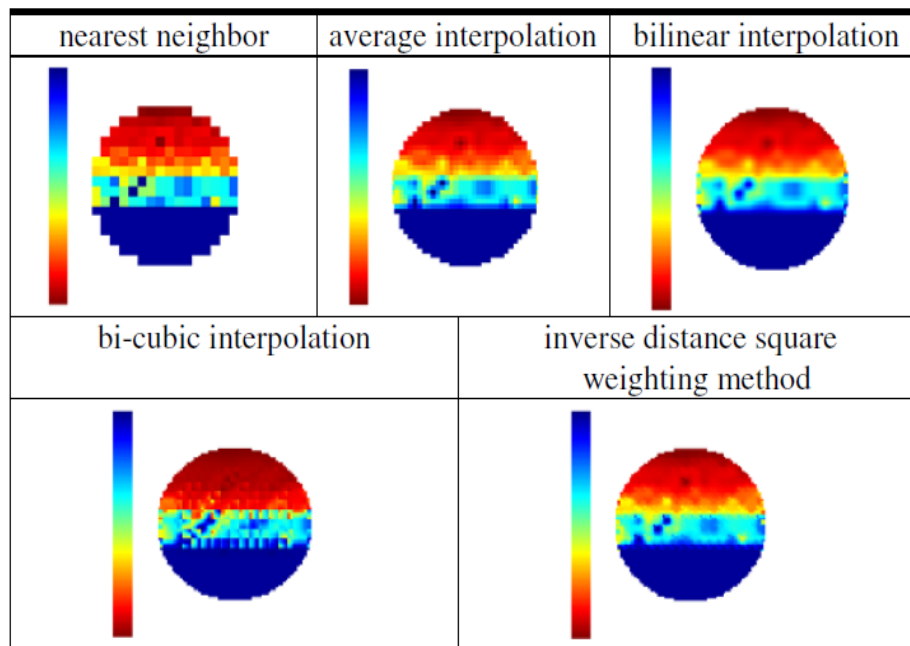 nearest neighbor
average interpolation
bilinear interpolation
bi-cubic interpolation
inverse distance square
weighting method